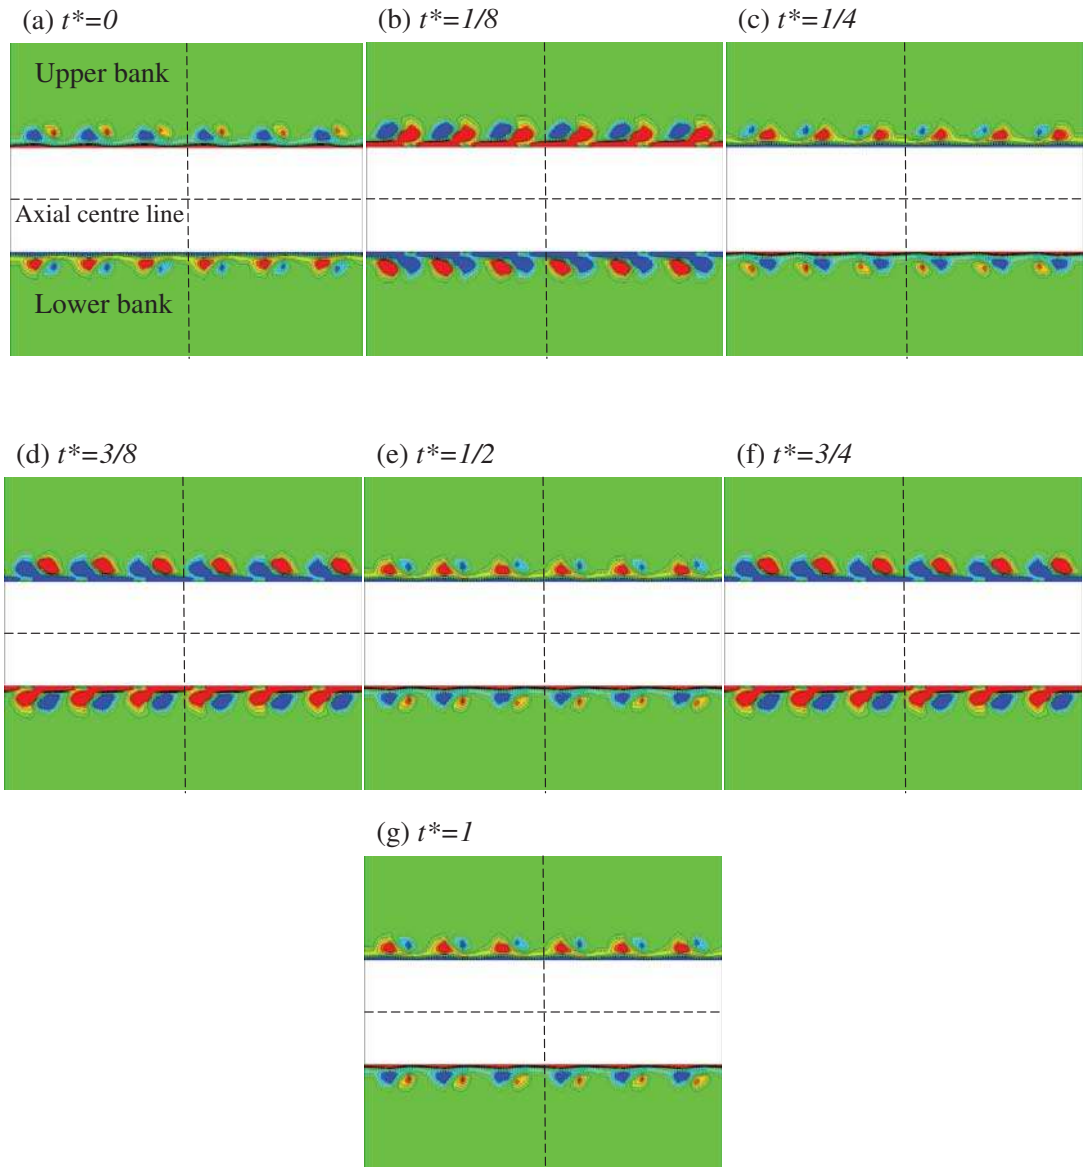 (a) t*=0
(b) t*=1/8
(c) t*=1/4
Upper bank
Axial centre line
Lower bank
(d) t*=3/8
(e) t*=1/2
(f) t*=3/4
(g) t*=1